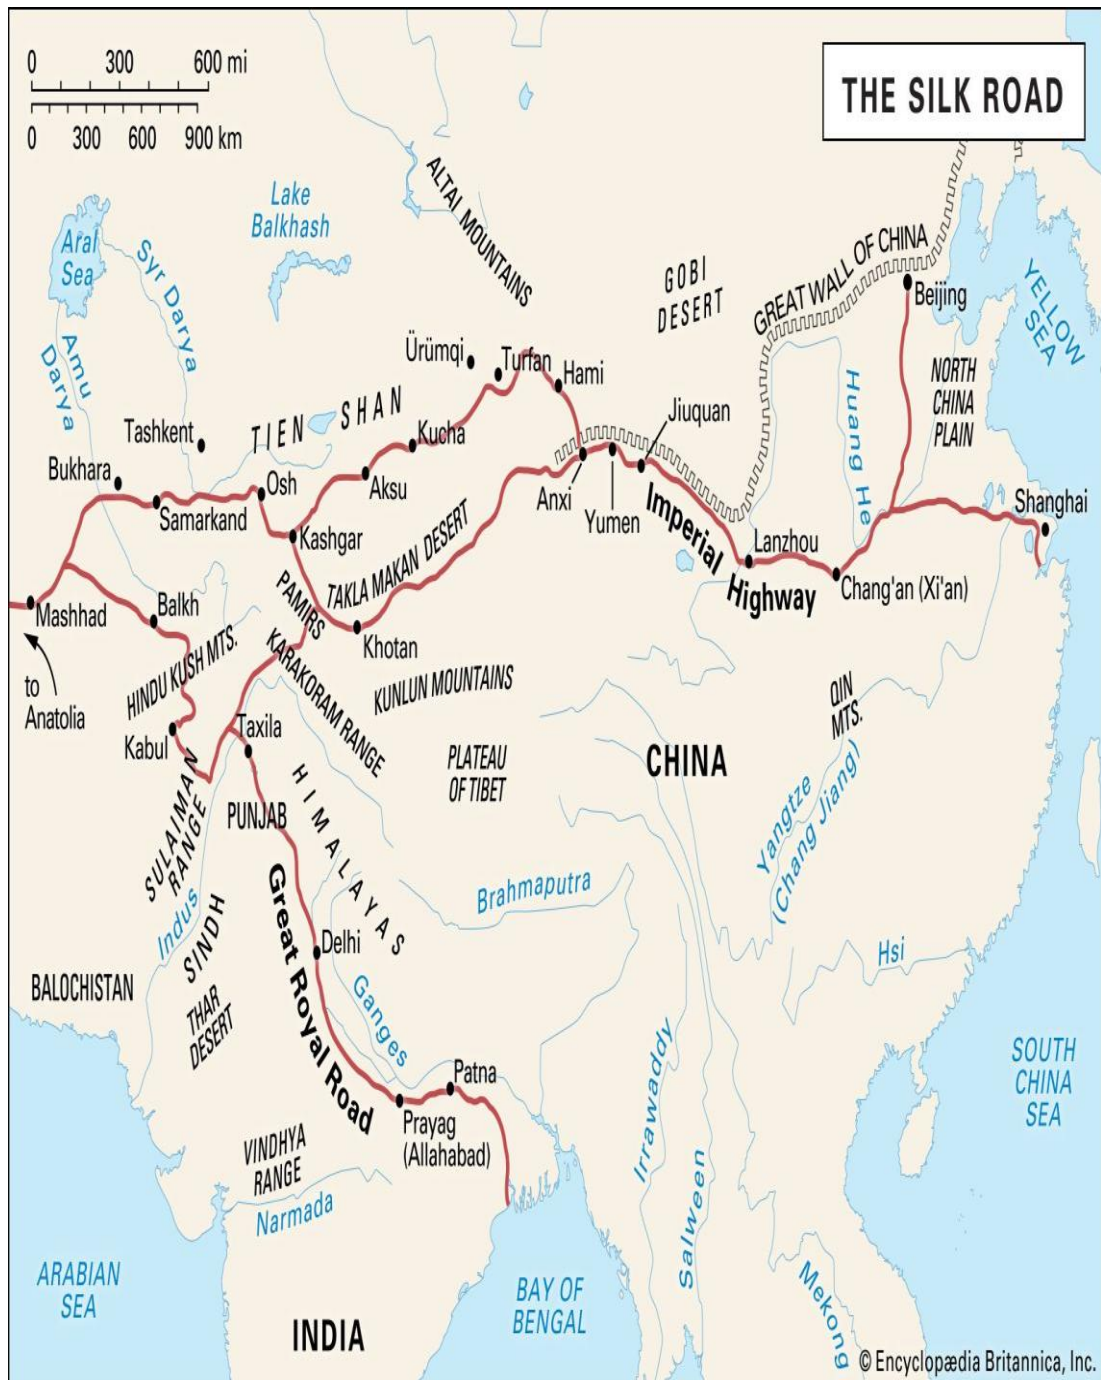 0 300 600 mi
0 300 600 900 km
THE SILK ROAD
ALTAI MOUNTAINS
Lake
Balkhash
Aral
Sea
Syr Darya
Amu
Darya
GOBI
DESERT
GREAT WALL OF CHINA
Beijing
YELLOW
SEA
Ürümqi
Turfan
Hami
NORTH
CHINA
PLAIN
Huang He
Jiuquan
TIEN SHAN
Kucha
Tashkent
Bukhara
Osh
Aksu
Samarkand
Anxi
Yumen
Imperial
Highway
Shanghai
Kashgar
TAKLA MAKAN DESERT
Lanzhou
Chang'an (Xi'an)
PAMIRS
Mashhad
Balkh
Khotan
to
Anatolia
HINDU KUSH MTS.
KARAKORAM RANGE
KUNLUN MOUNTAINS
QIN
MTS.
Kabul
Taxila
PLATEAU
OF TIBET
CHINA
SULAIMAN
RANGE
PUNJAB
HIMALAYAS
Yangtze
(Chang Jiang)
Brahmaputra
Indus
SINDH
Great Royal Road
Delhi
Hsi
BALOCHISTAN
THAR
DESERT
Ganges
Patna
Prayag
(Allahabad)
Irrawaddy
SOUTH
CHINA
SEA
VINDHYA
RANGE
Narmada
Salween
ARABIAN
SEA
BAY OF
BENGAL
Mekong
INDIA
© Encyclopædia Britannica, Inc.